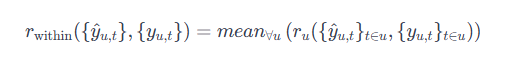 r_within({ŷ_{u,t}}, {y_{u,t}}) = mean_{∀u} (r_u({ŷ_{u,t}}_{t∈u}, {y_{u,t}}_{t∈u}))